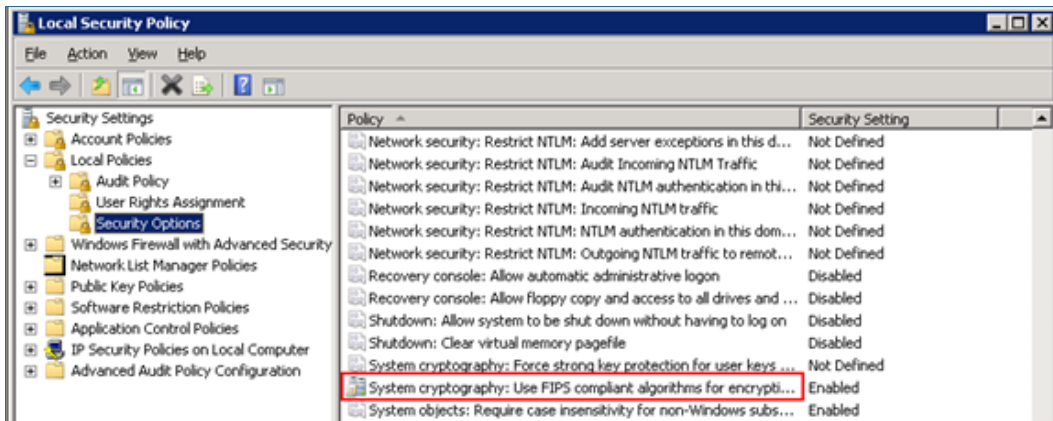 Local Security Policy
File Action View Help
Security Settings
Account Policies
Local Policies
Audit Policy
User Rights Assignment
Security Options
Windows Firewall with Advanced Security
Network List Manager Policies
Public Key Policies
Software Restriction Policies
Application Control Policies
IP Security Policies on Local Computer
Advanced Audit Policy Configuration
Policy Security Setting
Network security: Restrict NTLM: Add server exceptions in this d... Not Defined
Network security: Restrict NTLM: Audit Incoming NTLM Traffic Not Defined
Network security: Restrict NTLM: Audit NTLM authentication in thi... Not Defined
Network security: Restrict NTLM: Incoming NTLM traffic Not Defined
Network security: Restrict NTLM: NTLM authentication in this dom... Not Defined
Network security: Restrict NTLM: Outgoing NTLM traffic to remot... Not Defined
Recovery console: Allow automatic administrative logon Disabled
Recovery console: Allow floppy copy and access to all drives and ... Disabled
Shutdown: Allow system to be shut down without having to log on Disabled
Shutdown: Clear virtual memory pagefile Disabled
System cryptography: Force strong key protection for user keys ... Not Defined
System cryptography: Use FIPS compliant algorithms for encrypti... Enabled
System objects: Require case insensitivity for non-Windows subs... Enabled